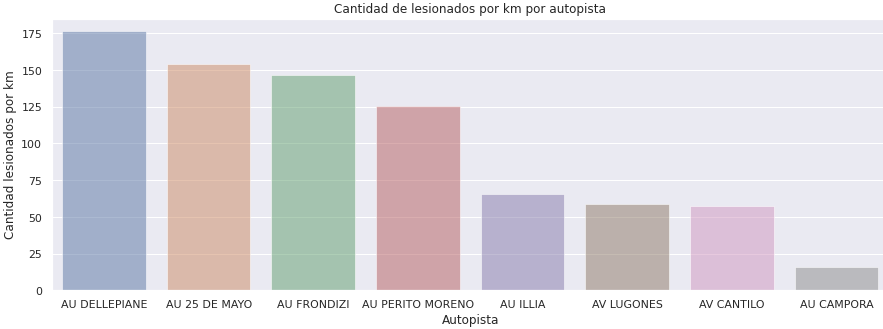 Cantidad de lesionados por km por autopista
Cantidad lesionados por km
175
150
125
100
75
50
25
0
AU DELLEPIANE AU 25 DE MAYO AU FRONDIZI AU PERITO MORENO AU ILLIA AV LUGONES AV CANTILO AU CAMPORA
Autopista